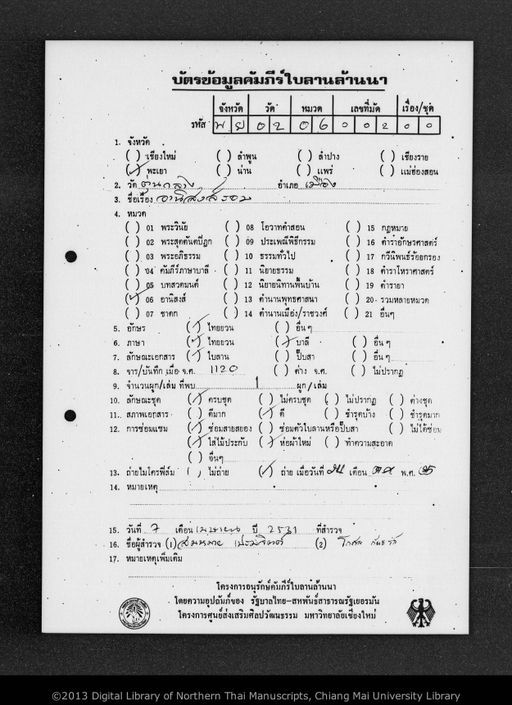 บัตรข้อมูลคัมภีร์ใบลานล้านนา
จังหวัด วัด หมวด เลขที่มัด เรื่อง/ชุด
รหัส พ ย 0 2 0 6 0 0 2 0 0
1. จังหวัด
( ) เชียงใหม่ ( ) ลำพูน ( ) ลำปาง ( ) เชียงราย
(✓) พะเยา ( ) น่าน ( ) แพร่ ( ) แม่ฮ่องสอน
2. วัด อำเภอ เมือง
3. ชื่อเรื่อง อานิสงส์รอม
4. หมวด
( ) 01 พระวินัย ( ) 08 โอวาทคำสอน ( ) 15 กฎหมาย
( ) 02 พระสุตตันตปิฎก ( ) 09 ประเพณีพิธีกรรม ( ) 16 ตำราอักษรศาสตร์
( ) 03 พระอภิธรรม ( ) 10 ธรรมทั่วไป ( ) 17 กวีนิพนธ์ร้อยกรอง
( ) 04 คัมภีร์ภาษาบาลี ( ) 11 นิยายธรรม ( ) 18 ตำราโหราศาสตร์
( ) 05 บทสวดมนต์ ( ) 12 นิยายนิทานพื้นบ้าน ( ) 19 ตำรายา
(✓) 06 อานิสงส์ ( ) 13 ตำนานพุทธศาสนา ( ) 20 รวมหลายหมวด
( ) 07 ชาดก ( ) 14 ตำนานเมือง/ราชวงศ์ ( ) 21 อื่นๆ
5. อักษร (✓) ไทยยวน ( ) อื่นๆ
6. ภาษา (✓) ไทยยวน (✓) บาลี ( ) อื่นๆ
7. ลักษณะเอกสาร (✓) ใบลาน ( ) ปั๊บสา ( ) อื่นๆ
8. จาร/บันทึก เมื่อ จ.ศ. 1120 ( ) ค่าง จ.ศ. ( ) ไม่ปรากฏ
9. จำนวนผูก/เล่ม ที่พบ 1 ผูก/เล่ม
10. ลักษณะชุด (✓) ครบชุด ( ) ไม่ครบชุด ( ) ไม่ปรากฏ ( ) ต่างชุด
11. สภาพเอกสาร ( ) ดีมาก (✓) ดี ( ) ชำรุดบ้าง ( ) ชำรุดมาก
12. การซ่อมแซม (✓) ซ่อมสายสยอง ( ) ซ่อมตัวใบลานหรือปั๊บสา ( ) ไม่ได้ซ่อม
(✓) ใส่ไม้ประกับ (✓) ห่อผ้าใหม่ ( ) ทำความสะอาด
( ) อื่นๆ
13. ถ่ายไมโครฟิล์ม ( ) ไม่ถ่าย (✓) ถ่าย เมื่อวันที่ เดือน พ.ศ.
14. หมายเหตุ
15. วันที่ 7 เดือน เมษายน ปี 2531 ที่สำรวจ
16. ชื่อผู้สำรวจ (1) สมหมาย เปรมจิตต์ (2)
17. หมายเหตุเพิ่มเติม
โครงการอนุรักษ์คัมภีร์ใบลานล้านนา
โดยความอุปถัมภ์ของ รัฐบาลไทย-สหพันธ์สาธารณรัฐเยอรมัน
โครงการศูนย์ส่งเสริมศิลปวัฒนธรรม มหาวิทยาลัยเชียงใหม่
©2013 Digital Library of Northern Thai Manuscripts, Chiang Mai University Library